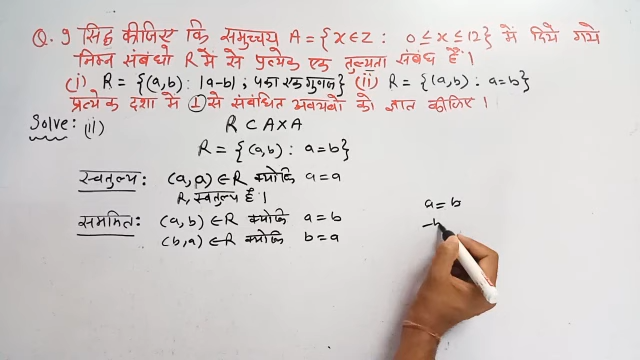 Q. 9 सिद्ध कीजिए कि समुच्चय A = {x ∈ Z : 0 ≤ x ≤ 12} में दिये गये
निम्न संबंधो R में से प्रत्येक एक तुल्यता संबंध हैं।
(i) R = {(a,b) : |a-b|, 4 का एक गुणज} (ii) R = {(a,b) : a=b}
प्रत्येक दशा में 1 से संबंधित अवयवों को ज्ञात कीजिए।
Solve: (ii) R ⊂ A×A
R = {(a,b) : a=b}
स्वतुल्य: (a, a) ∈ R क्योंकि a = a
R, स्वतुल्य है।
सममित: (a, b) ∈ R क्योंकि a = b
(b, a) ∈ R क्योंकि b = a
a = b